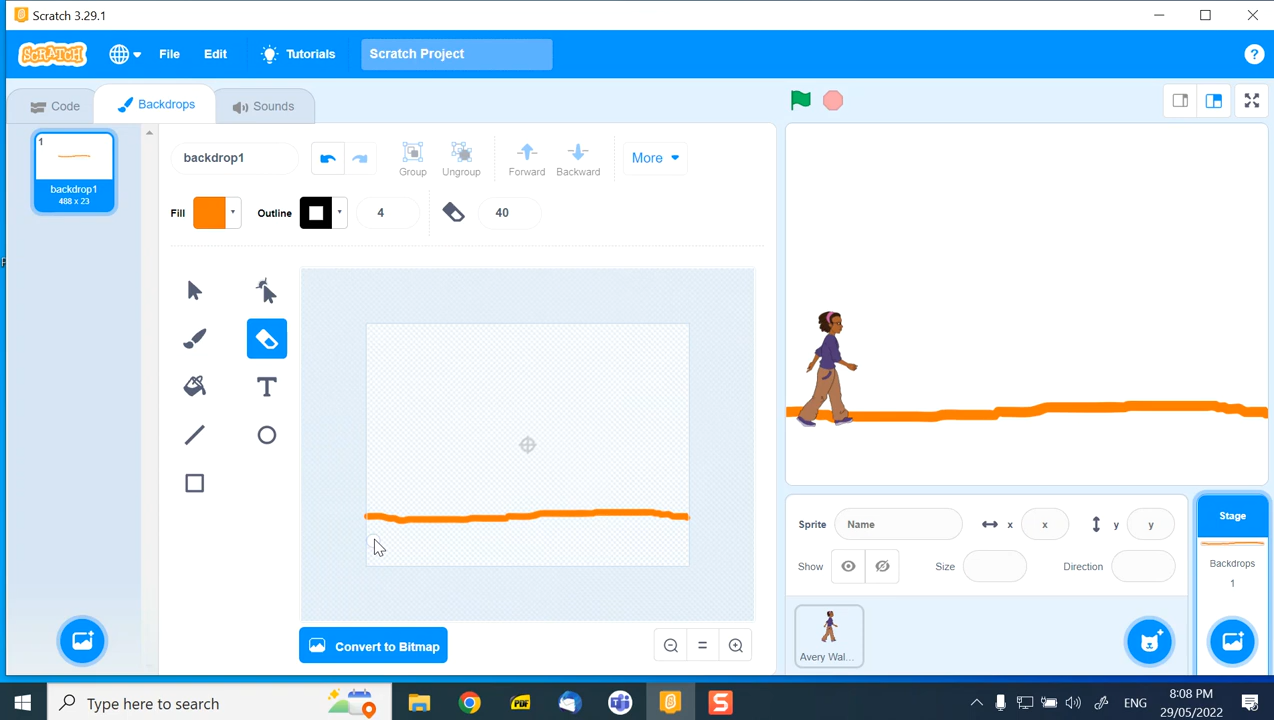 Scratch 3.29.1
SCRATCH File Edit Tutorials Scratch Project ?
Code Backdrops Sounds
1
backdrop1
488 x 23
backdrop1 Group Ungroup Forward Backward More
Fill Outline 4 40
T
Convert to Bitmap
Sprite Name x x y y
Show Size Direction
Avery Wal...
Stage
Backdrops
1
Type here to search PDF S ENG 8:08 PM
29/05/2022